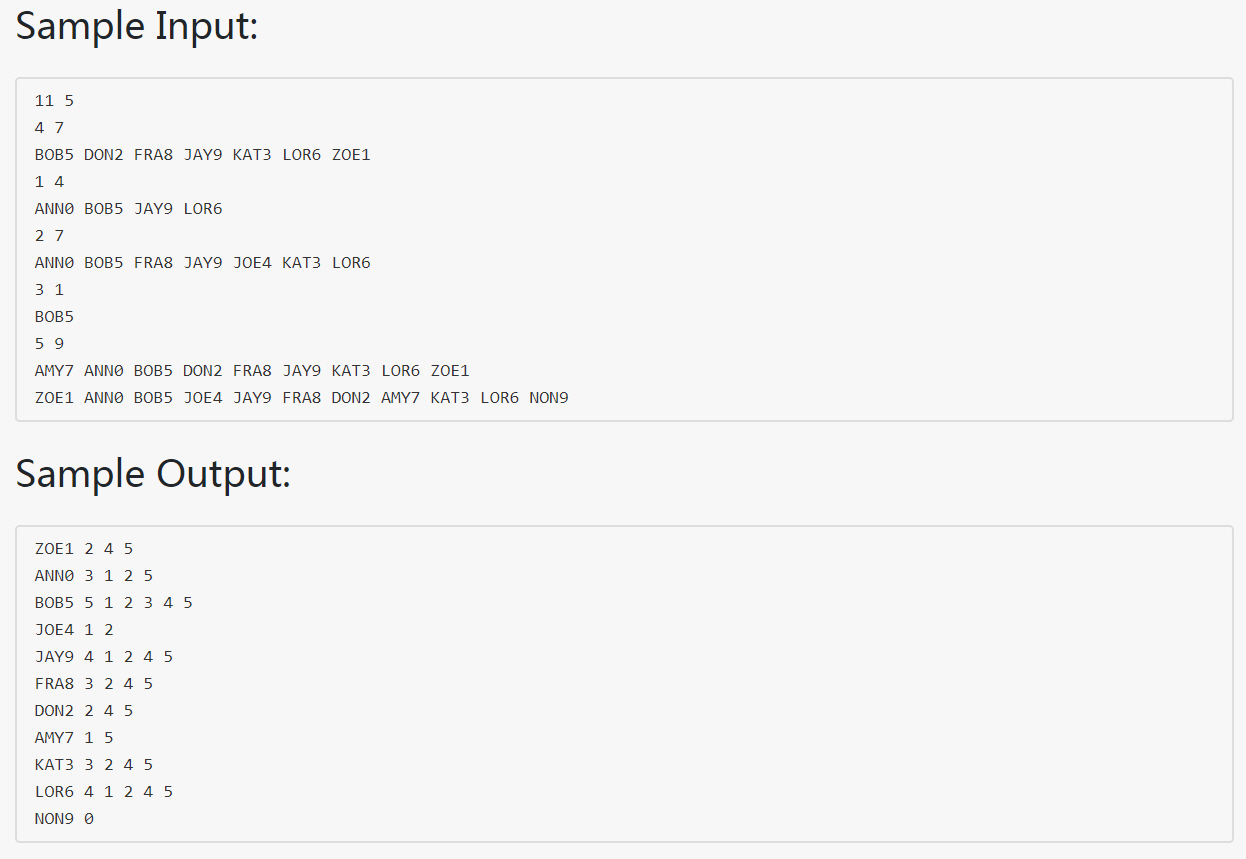 Sample Input:
11 5
4 7
BOB5 DON2 FRA8 JAY9 KAT3 LOR6 ZOE1
1 4
ANN0 BOB5 JAY9 LOR6
2 7
ANN0 BOB5 FRA8 JAY9 JOE4 KAT3 LOR6
3 1
BOB5
5 9
AMY7 ANN0 BOB5 DON2 FRA8 JAY9 KAT3 LOR6 ZOE1
ZOE1 ANN0 BOB5 JOE4 JAY9 FRA8 DON2 AMY7 KAT3 LOR6 NON9
Sample Output:
ZOE1 2 4 5
ANN0 3 1 2 5
BOB5 5 1 2 3 4 5
JOE4 1 2
JAY9 4 1 2 4 5
FRA8 3 2 4 5
DON2 2 4 5
AMY7 1 5
KAT3 3 2 4 5
LOR6 4 1 2 4 5
NON9 0